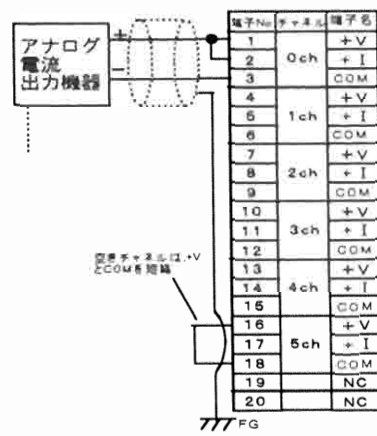 端子No チャネル 端子名
アナログ
電流
出力機器
+
−
1 0ch +V
2 + I
3 COM
4 1ch +V
5 + I
6 COM
7 2ch +V
8 + I
9 COM
10 3ch +V
11 + I
12 COM
13 4ch +V
14 + I
15 COM
16 5ch +V
17 + I
18 COM
19 NC
20 NC
空きチャネルは、+V
とCOMを短絡
FG